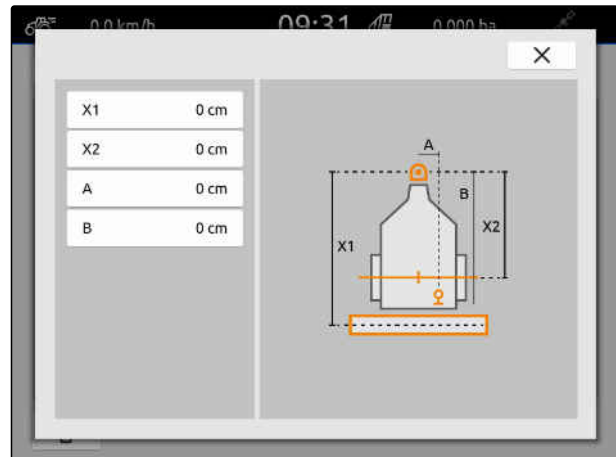 0.0 km/h 09:31 0.000 ha
X1 0 cm
X2 0 cm
A 0 cm
B 0 cm
A
B
X2
X1